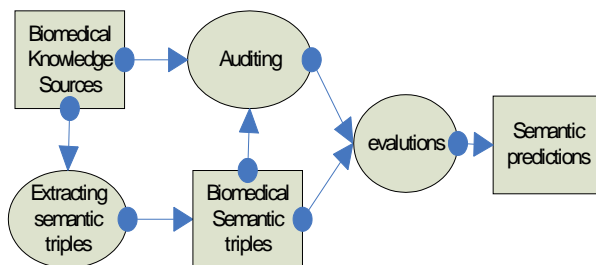 Biomedical
Knowledge
Sources
Auditing
evalutions
Semantic
predictions
Extracting
semantic
triples
Biomedical
Semantic
triples